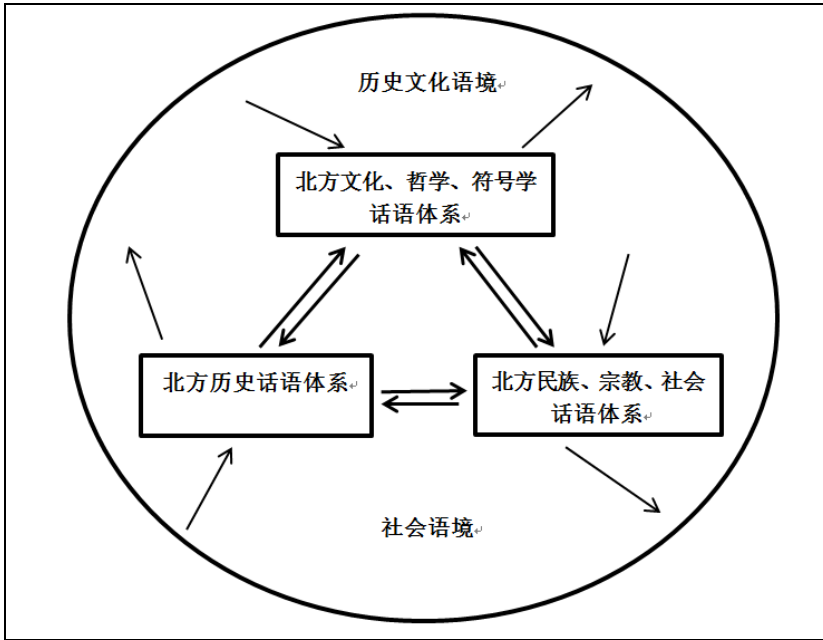 历史文化语境
北方文化、哲学、符号学
话语体系
北方历史话语体系
北方民族、宗教、社会
话语体系
社会语境